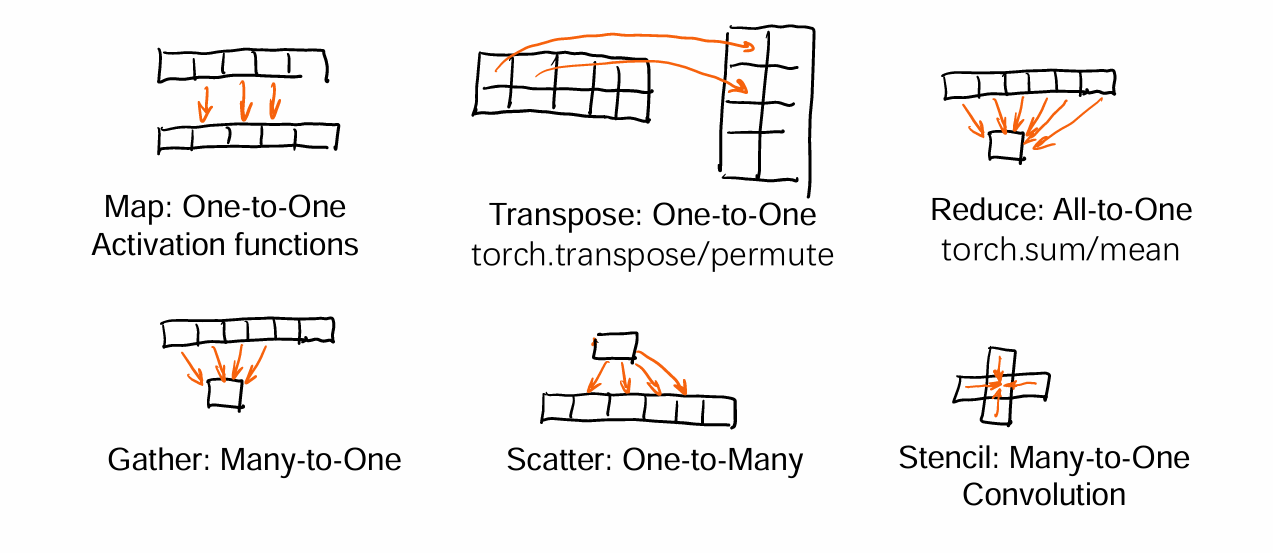 Map: One-to-One
Activation functions
Transpose: One-to-One
torch.transpose/permute
Reduce: All-to-One
torch.sum/mean
Gather: Many-to-One
Scatter: One-to-Many
Stencil: Many-to-One
Convolution